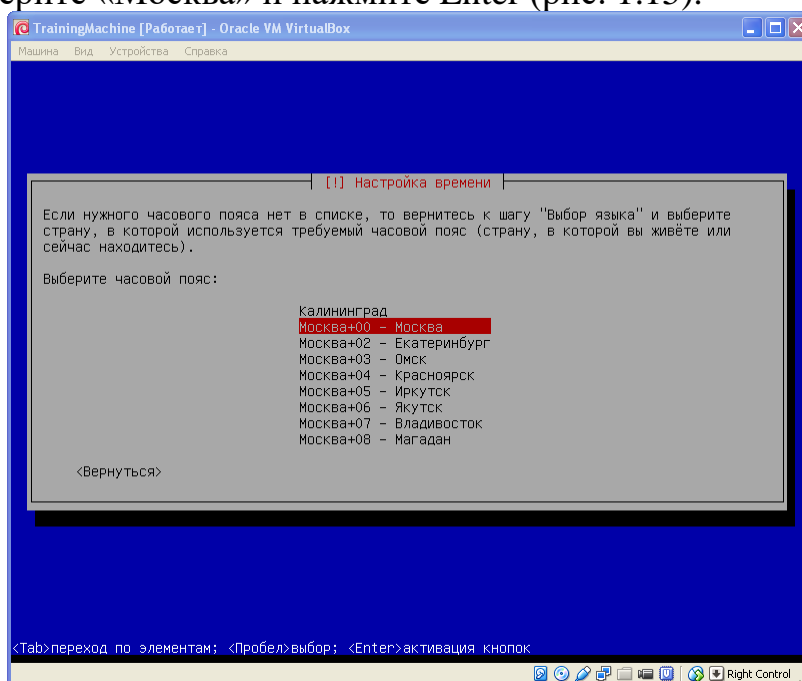 ерите «Москва» и нажмите Enter (рис. 1.13).
TrainingMachine [Работает] - Oracle VM VirtualBox
Машина Вид Устройства Справка
[!] Настройка времени
Если нужного часового пояса нет в списке, то вернитесь к шагу "Выбор языка" и выберите
страну, в которой используется требуемый часовой пояс (страну, в которой вы живёте или
сейчас находитесь).
Выберите часовой пояс:
Калининград
Москва+00 - Москва
Москва+02 - Екатеринбург
Москва+03 - Омск
Москва+04 - Красноярск
Москва+05 - Иркутск
Москва+06 - Якутск
Москва+07 - Владивосток
Москва+08 - Магадан
<Вернуться>
<Tab>переход по элементам; <Пробел>выбор; <Enter>активация кнопок
Right Control